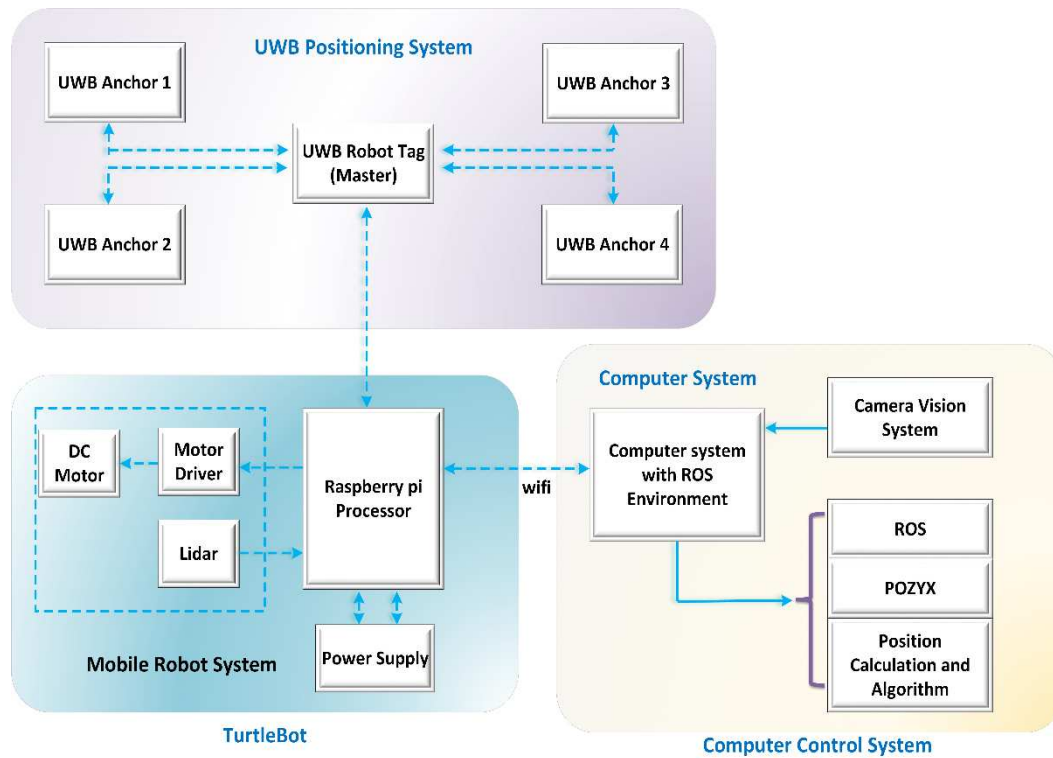 UWB Positioning System
UWB Anchor 1
UWB Anchor 3
UWB Robot Tag
(Master)
UWB Anchor 2
UWB Anchor 4
DC
Motor
Motor
Driver
Lidar
Raspberry pi
Processor
Power Supply
Mobile Robot System
TurtleBot
wifi
Computer System
Computer system
with ROS
Environment
Camera Vision
System
ROS
POZYX
Position
Calculation and
Algorithm
Computer Control System